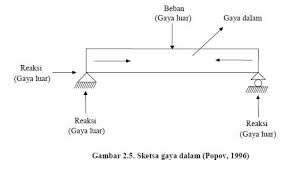 Beban
(Gaya luar)
Gaya dalam
Reaksi
(Gaya luar)
Reaksi
(Gaya luar)
Reaksi
(Gaya luar)
Gambar 2.5. Sketsa gaya dalam (Popov, 1996)